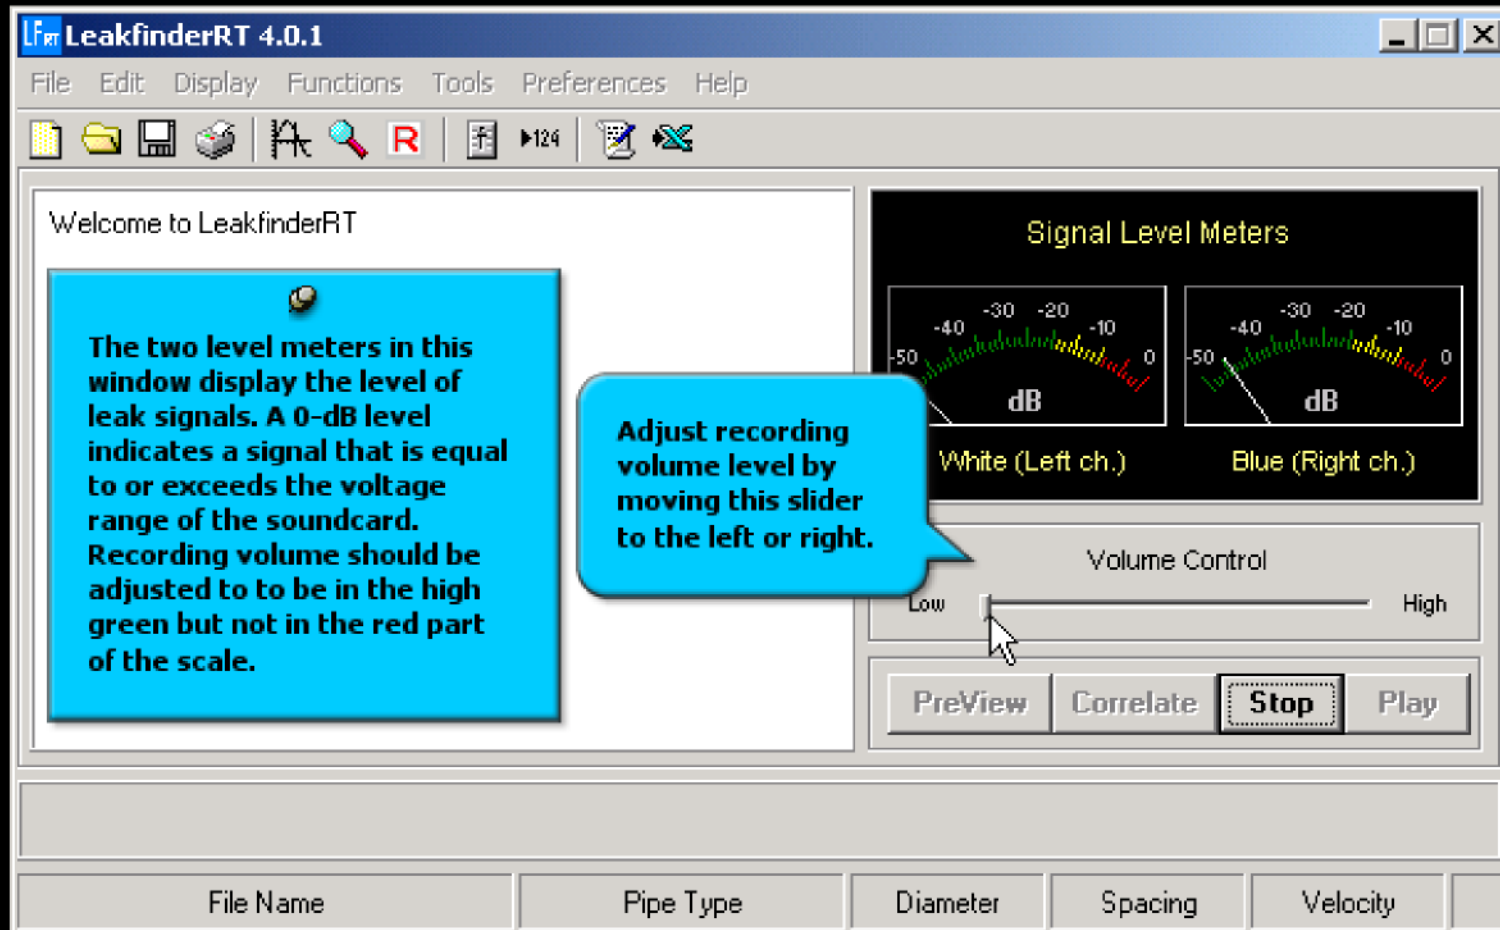 LFRT LeakfinderRT 4.0.1
File Edit Display Functions Tools Preferences Help
R f 124
Welcome to LeakfinderRT
The two level meters in this
window display the level of
leak signals. A 0-dB level
indicates a signal that is equal
to or exceeds the voltage
range of the soundcard.
Recording volume should be
adjusted to to be in the high
green but not in the red part
of the scale.
Adjust recording
volume level by
moving this slider
to the left or right.
Signal Level Meters
-50 -40 -30 -20 -10 0
dB
White (Left ch.)
-50 -40 -30 -20 -10 0
dB
Blue (Right ch.)
Volume Control
Low High
PreView Correlate Stop Play
File Name Pipe Type Diameter Spacing Velocity